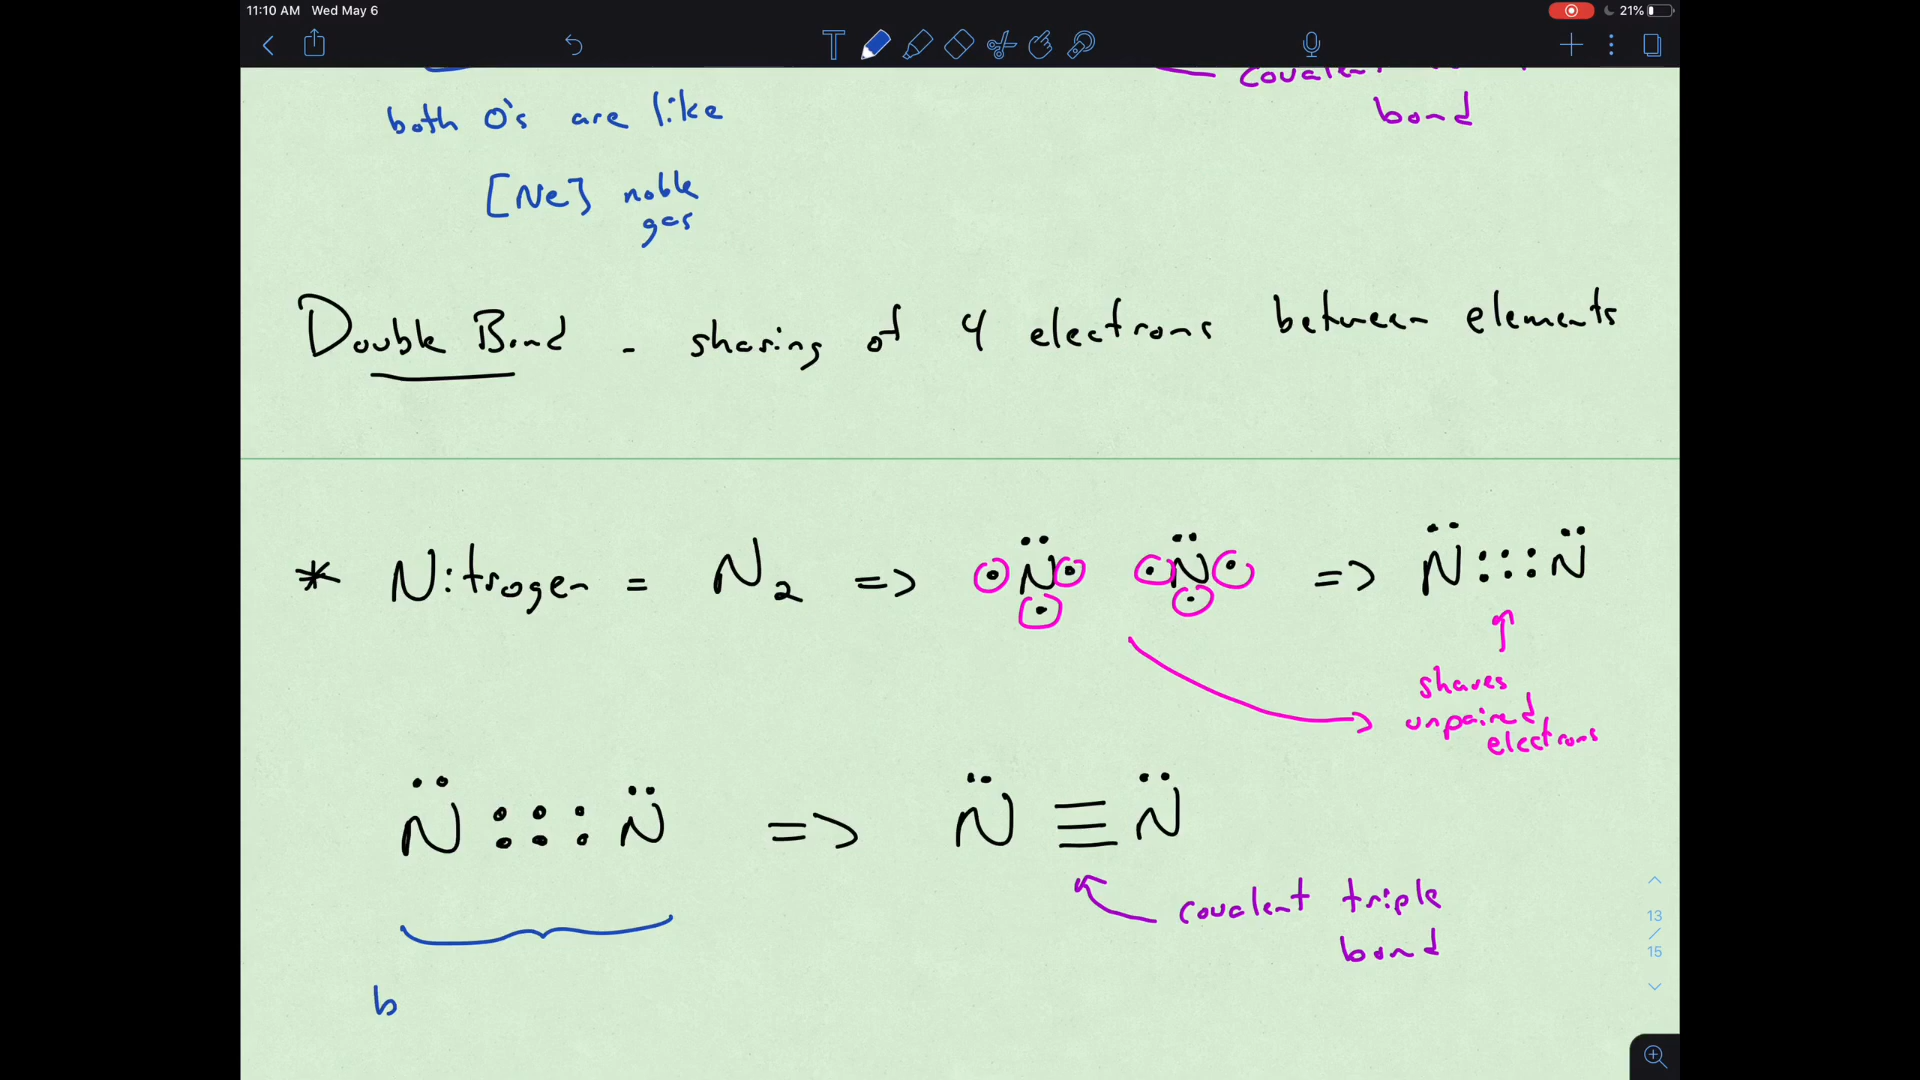 11:10 AM Wed May 6
21%
T
covalent
bond
both O's are like
[Ne] noble
gas
Double Bond - sharing of 4 electrons between elements
* Nitrogen = N₂ => ·N̈· ·N̈· => N̈:::N̈
shares
unpaired
electrons
N̈:::N̈ => N̈≡N̈
covalent triple
bond
b
13
/
15